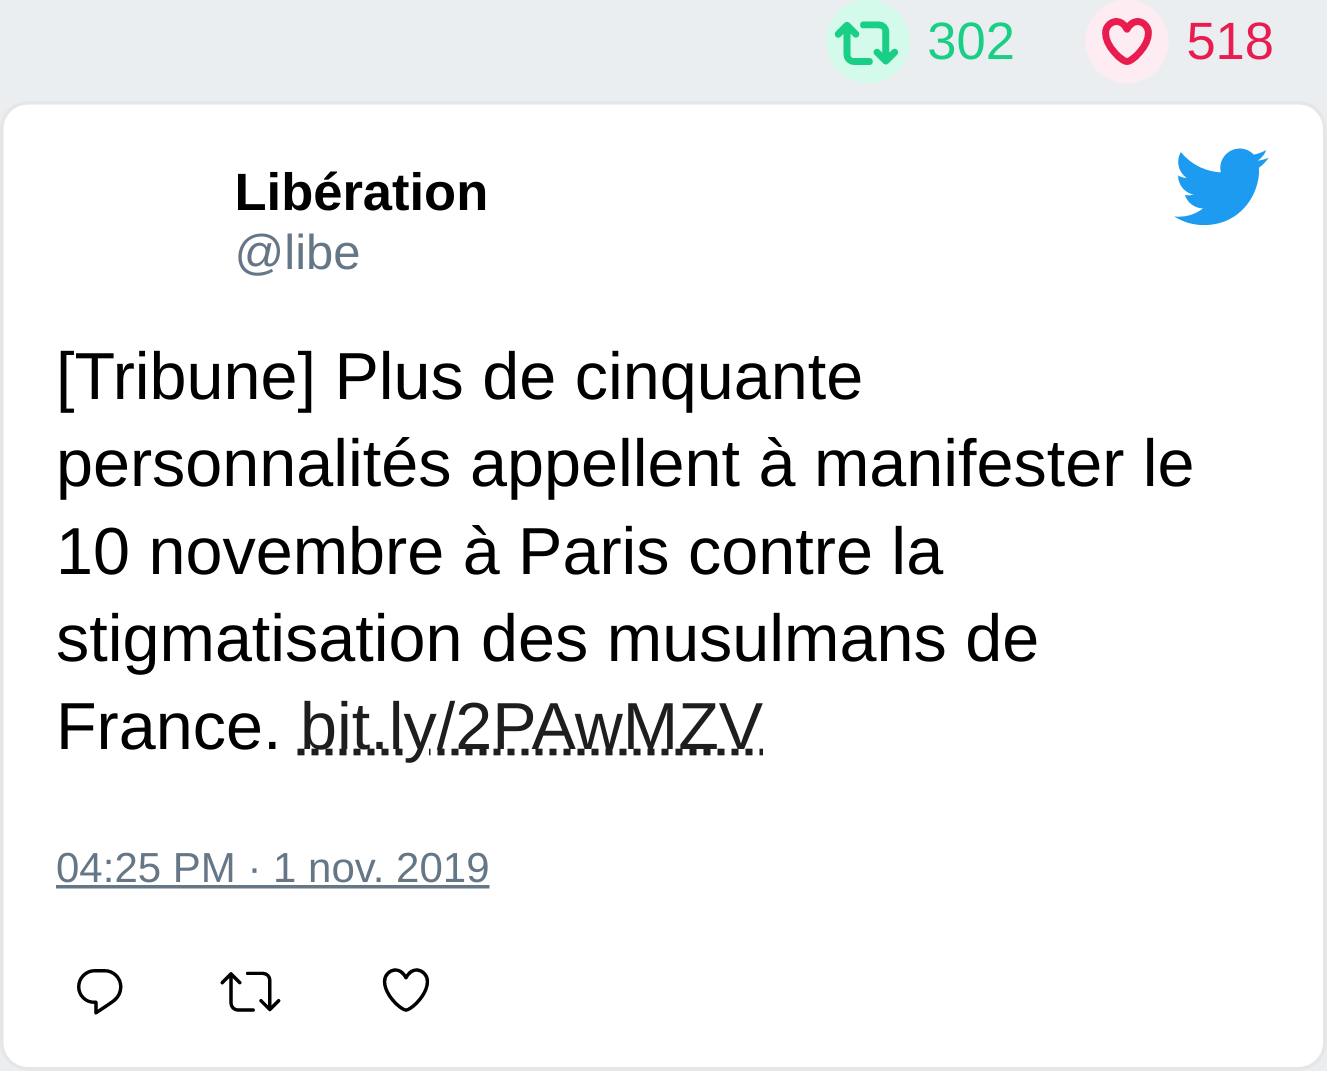 302 518
Libération
@libe
[Tribune] Plus de cinquante
personnalités appellent à manifester le
10 novembre à Paris contre la
stigmatisation des musulmans de
France. bit.ly/2PAwMZV
04:25 PM · 1 nov. 2019